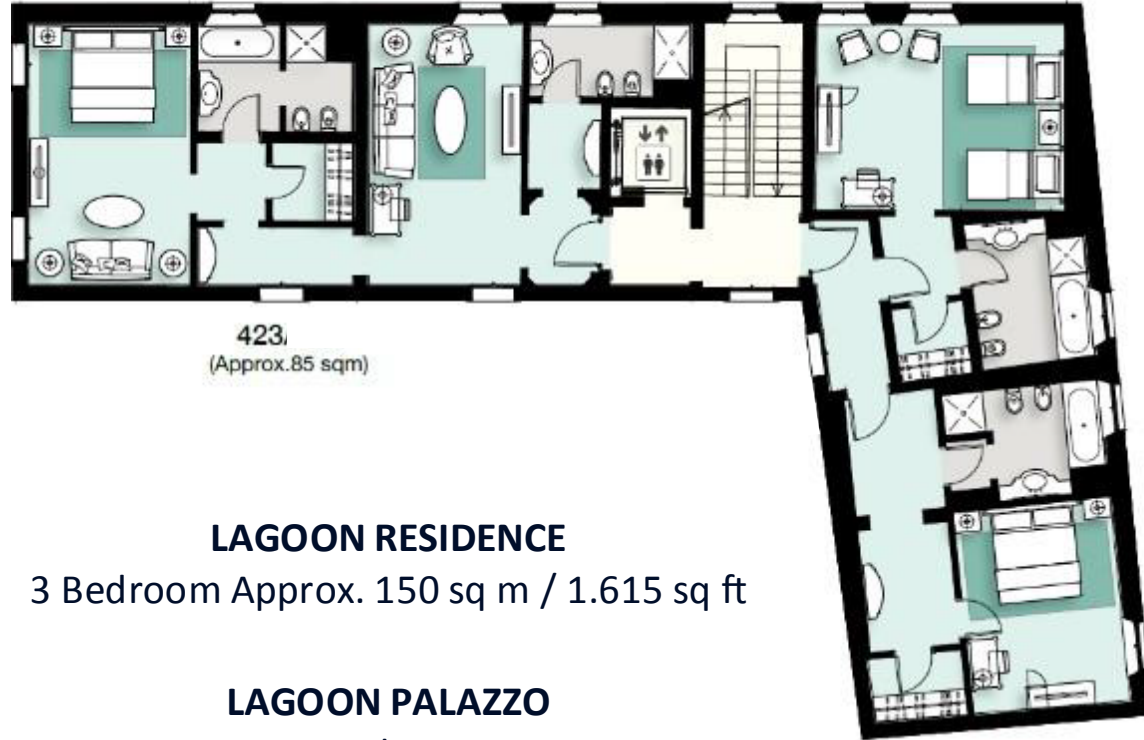 423
(Approx.85 sqm)
LAGOON RESIDENCE
3 Bedroom Approx. 150 sq m / 1.615 sq ft
LAGOON PALAZZO